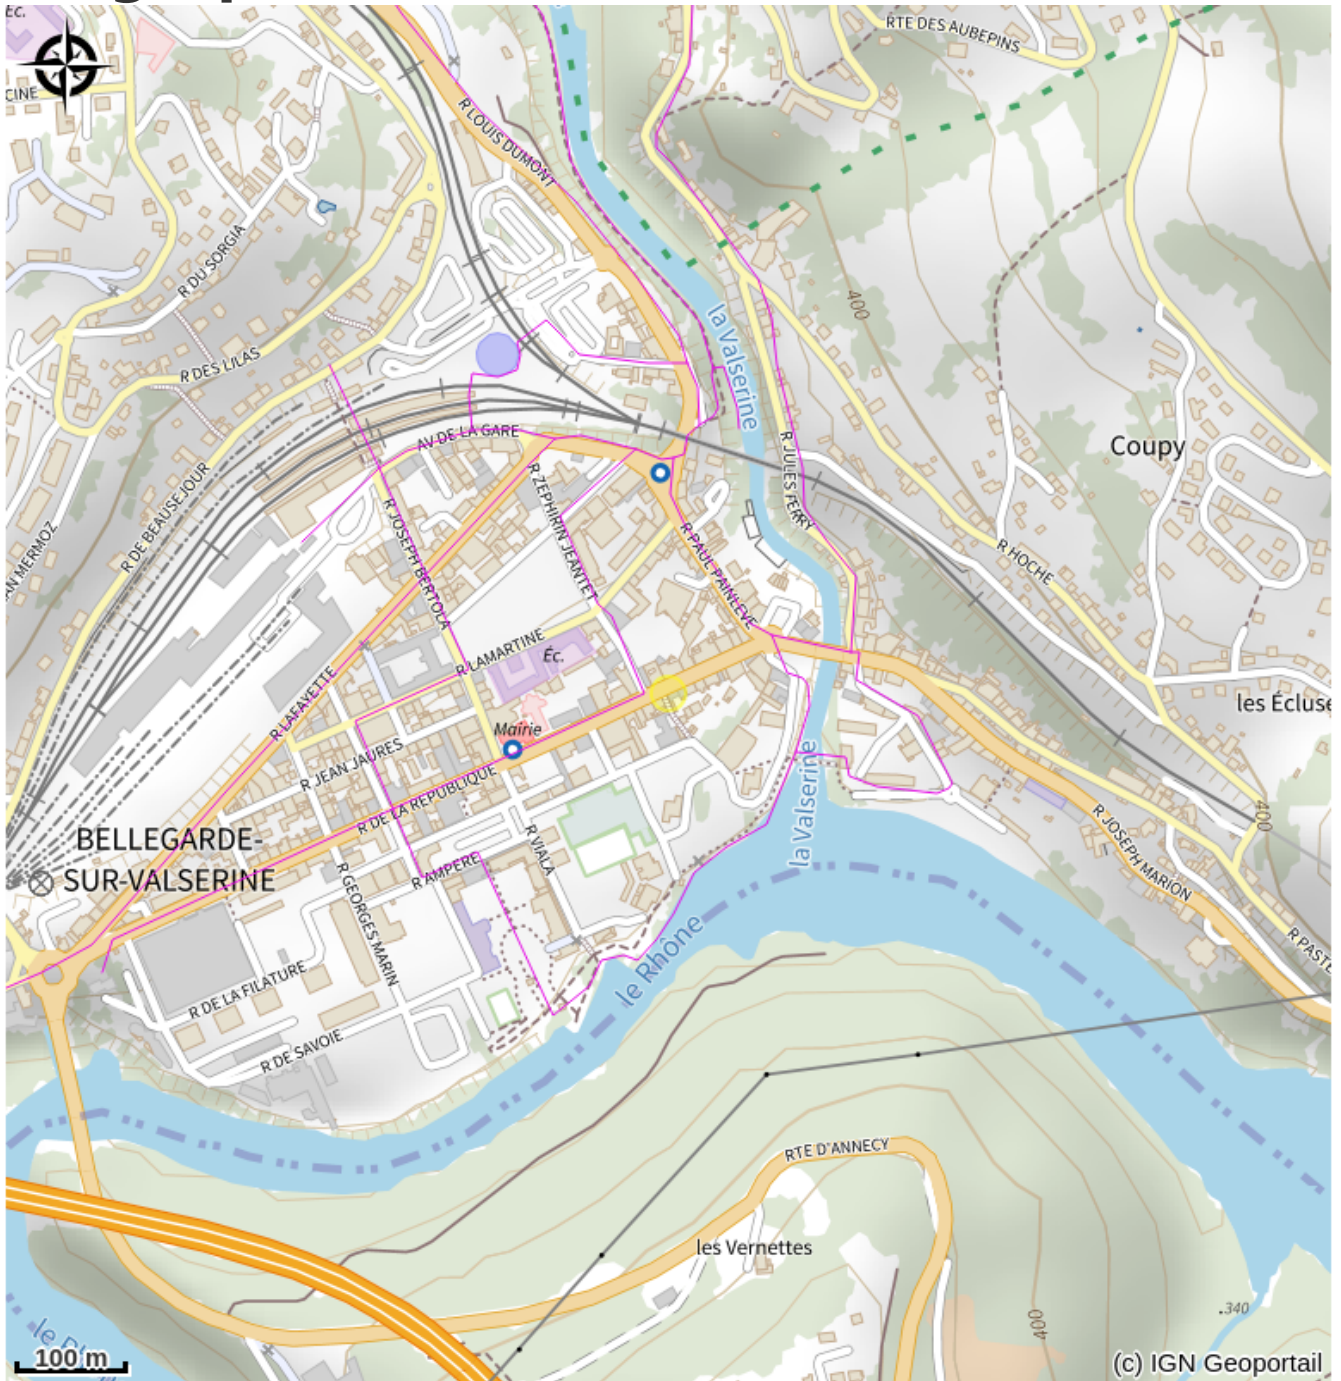 Éc.
RTE DES AUBEPINS
CINE
R LOUIS DUMONT
R DU SORGIA
400
la Valserine
R DES LILAS
AV DE LA GARE
R JULES FERRY
Coupy
R DE BEAUSEJOUR
R ZEPHIRIN JEANTET
R JOSEPH BERTOLA
R PAUL PAINLEVE
R HOCHE
AN MERMOZ
R LAMARTINE
Éc.
R LAFAYETTE
les Écluse
Mairie
R JEAN JAURES
R DE LA REPUBLIQUE
la Valserine
400
BELLEGARDE-
SUR-VALSERINE
R JOSEPH MARION
R AMPERE
R VIALA
R GEORGES MARIN
R PASTE
le Rhône
R DE LA FILATURE
R DE SAVOIE
RTE D'ANNECY
les Vernettes
.340
400
100 m
(c) IGN Geoportail